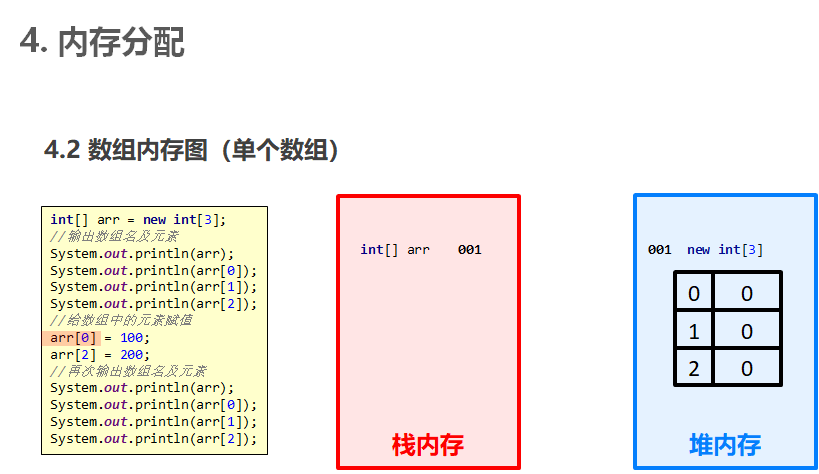 4. 内存分配
4.2 数组内存图（单个数组）
int[] arr = new int[3];
//输出数组名及元素
System.out.println(arr);
System.out.println(arr[0]);
System.out.println(arr[1]);
System.out.println(arr[2]);
//给数组中的元素赋值
arr[0] = 100;
arr[2] = 200;
//再次输出数组名及元素
System.out.println(arr);
System.out.println(arr[0]);
System.out.println(arr[1]);
System.out.println(arr[2]);
int[] arr 001
栈内存
001 new int[3]
0 0
1 0
2 0
堆内存